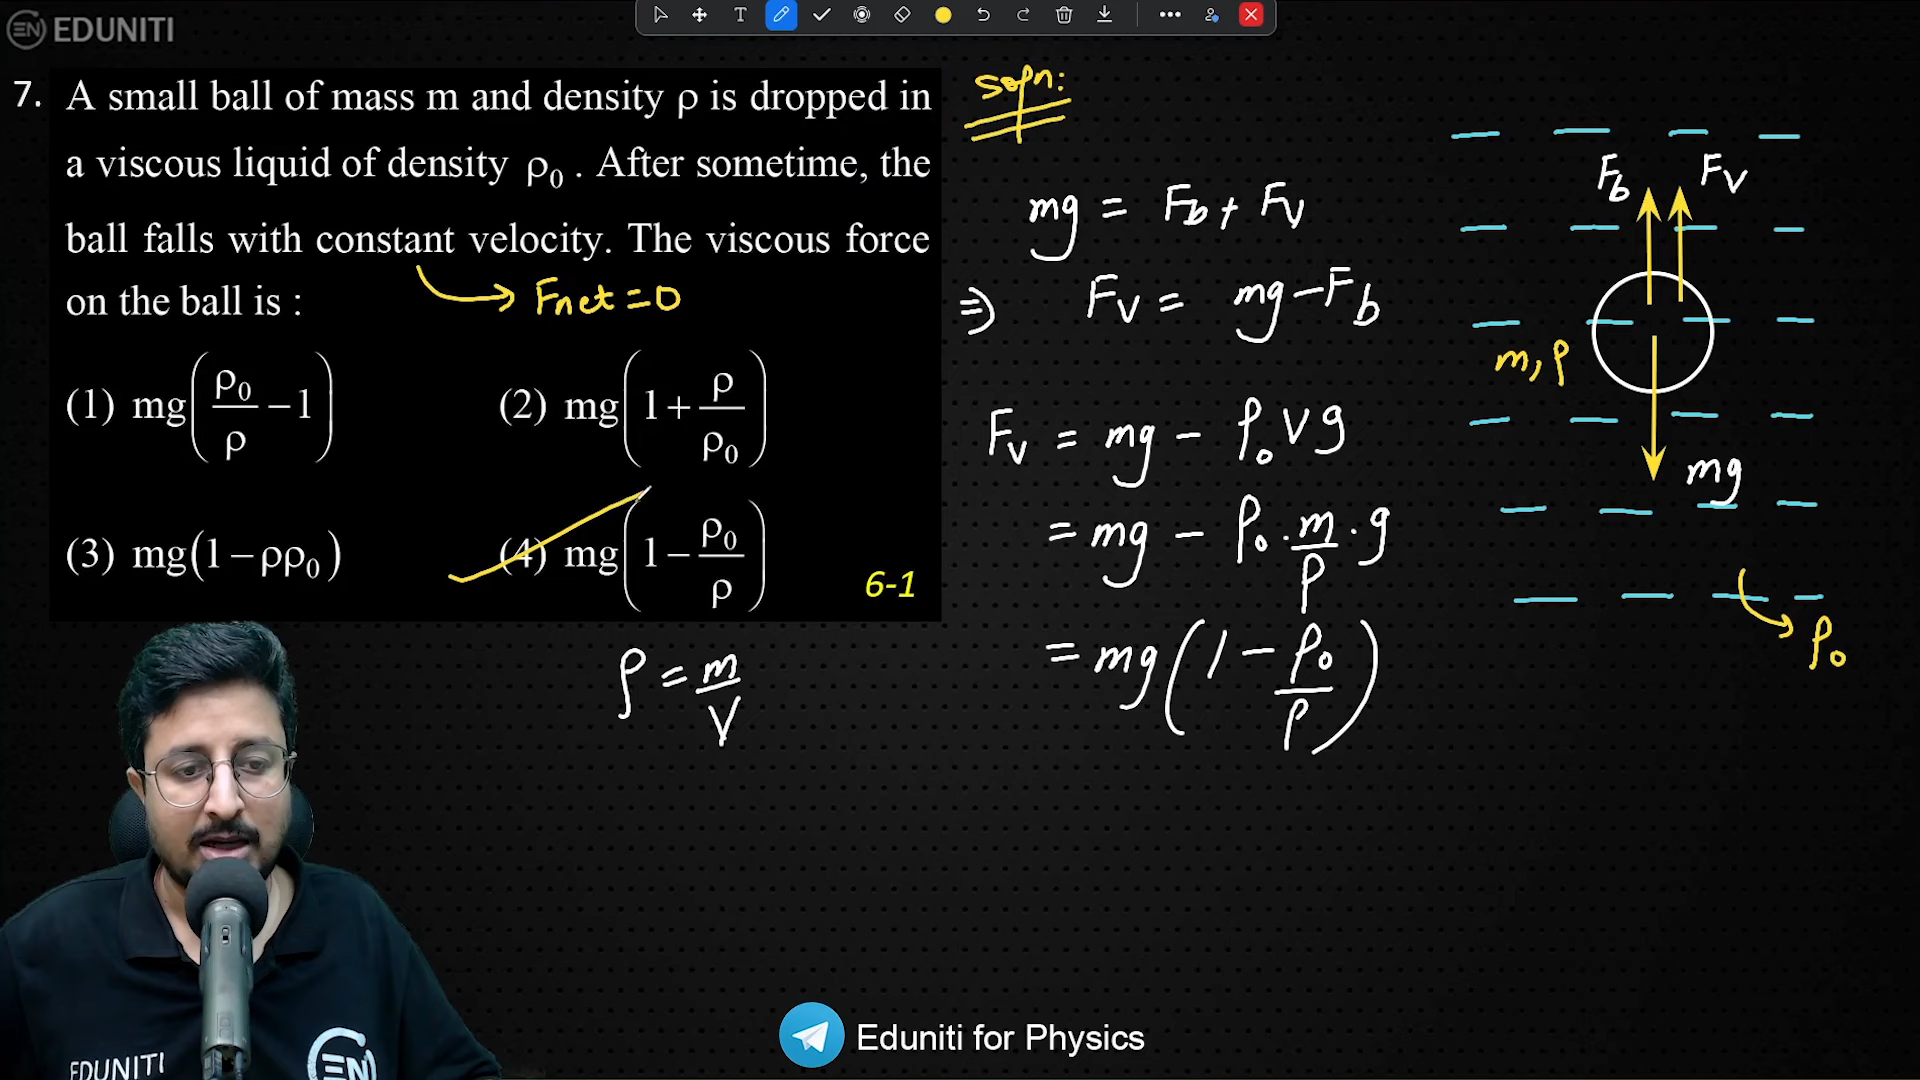 EN EDUNITI
7. A small ball of mass m and density ρ is dropped in
a viscous liquid of density ρ₀ . After sometime, the
ball falls with constant velocity. The viscous force
on the ball is :
Fnet = 0
(1) mg(ρ₀/ρ − 1)
(2) mg(1 + ρ/ρ₀)
(3) mg(1 − ρρ₀)
(4) mg(1 − ρ₀/ρ)
6-1
ρ = m/V
Soln:
mg = Fb + Fv
⇒ Fv = mg − Fb
Fv = mg − ρ₀ V g
= mg − ρ₀ · m/ρ · g
= mg(1 − ρ₀/ρ)
Fb Fv
m, ρ
mg
ρ₀
EDUNITI
EN
Eduniti for Physics